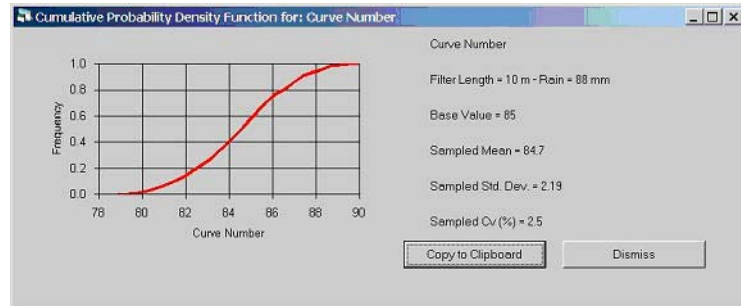 Cumulative Probability Density Function for: Curve Number
Curve Number
Filter Length = 10 m - Rain = 88 mm
Base Value = 85
Sampled Mean = 84.7
Sampled Std. Dev. = 2.19
Sampled Cv (%) = 2.5
1.0
0.8
0.6
0.4
0.2
0.0
Frequency
78 80 82 84 86 88 90
Curve Number
Copy to Clipboard
Dismiss